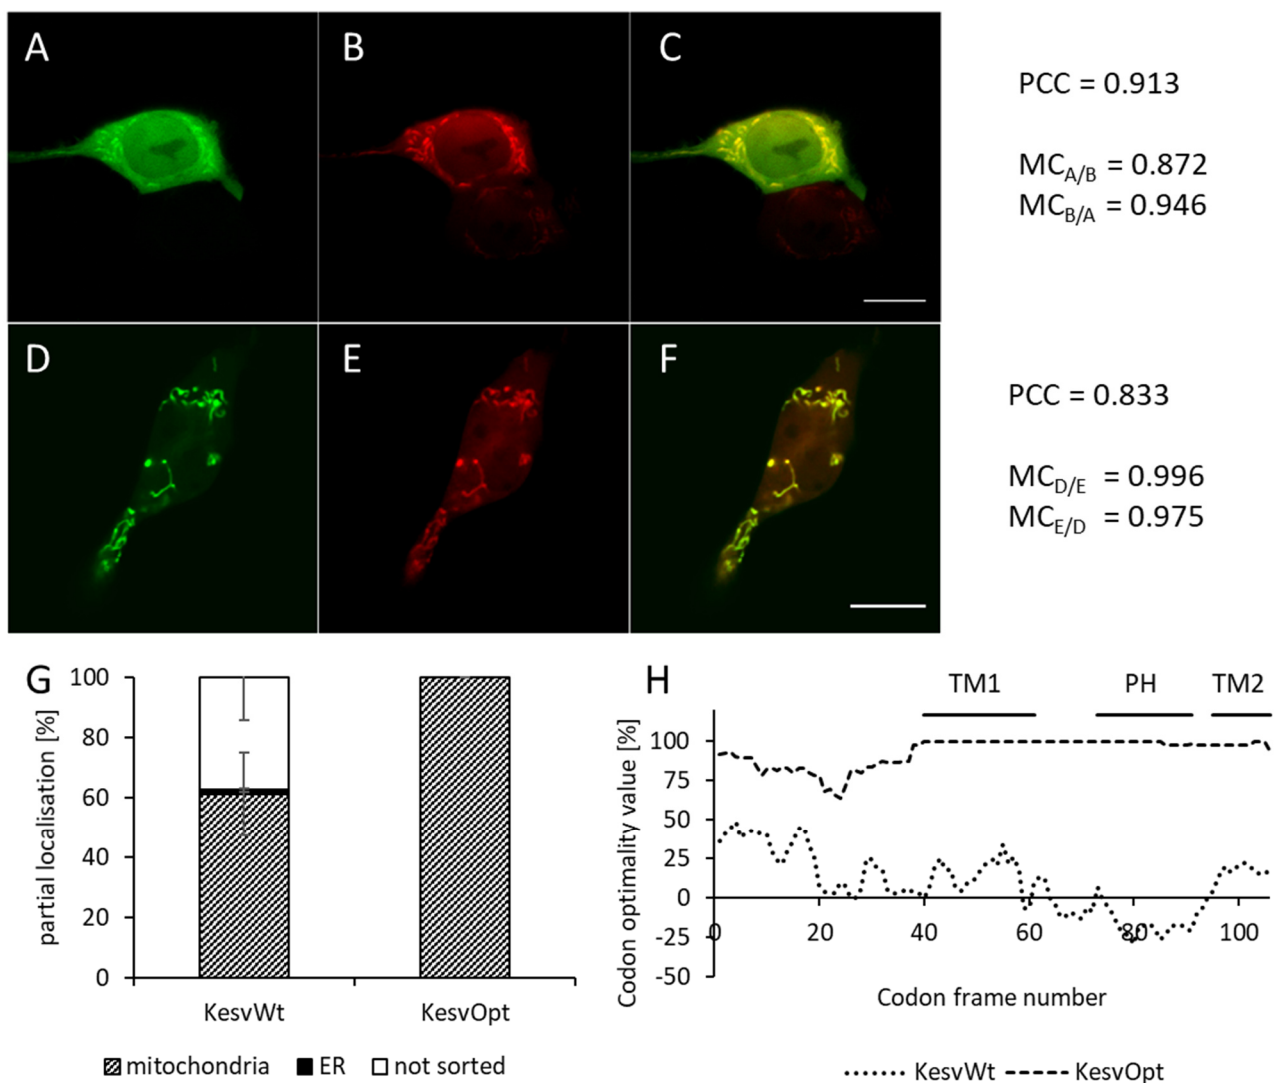 A
B
C
PCC = 0.913
MCA/B = 0.872
MCB/A = 0.946
D
E
F
PCC = 0.833
MCD/E = 0.996
MCE/D = 0.975
G
partial localisation [%]
100
80
60
40
20
0
KesvWt
KesvOpt
mitochondria
ER
not sorted
H
TM1
PH
TM2
Codon optimality value [%]
100
75
50
25
0
-25
-50
0
20
40
60
80
100
Codon frame number
KesvWt
KesvOpt